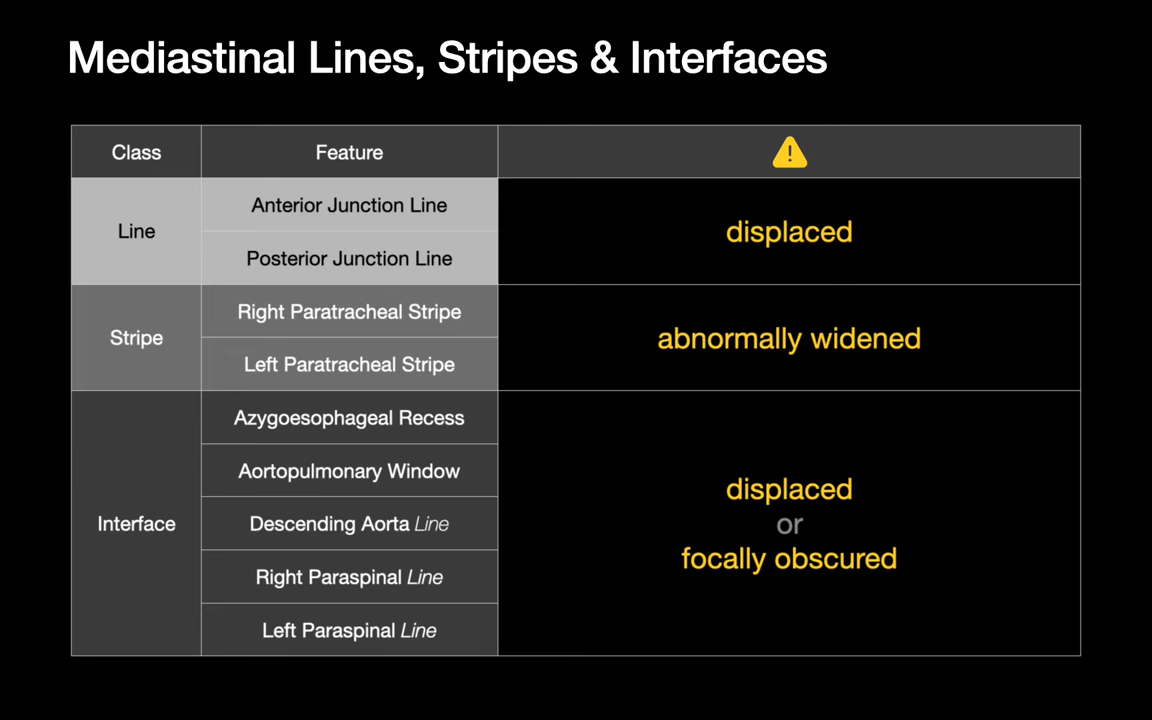 Mediastinal Lines, Stripes & Interfaces
Class
Feature
!
Line
Anterior Junction Line
Posterior Junction Line
displaced
Stripe
Right Paratracheal Stripe
Left Paratracheal Stripe
abnormally widened
Interface
Azygoesophageal Recess
Aortopulmonary Window
Descending Aorta Line
Right Paraspinal Line
Left Paraspinal Line
displaced
or
focally obscured